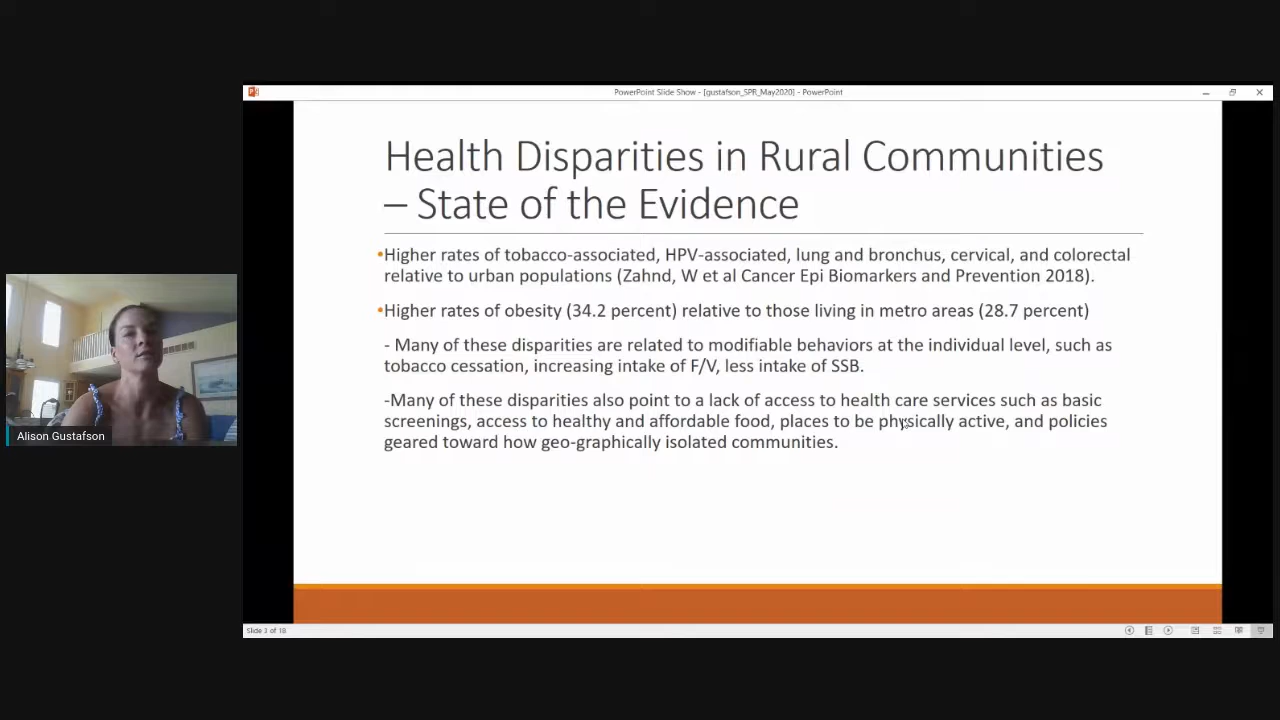 PowerPoint Slide Show - [gustafson_SPR_May2020] - PowerPoint
Health Disparities in Rural Communities
– State of the Evidence
•Higher rates of tobacco-associated, HPV-associated, lung and bronchus, cervical, and colorectal
relative to urban populations (Zahnd, W et al Cancer Epi Biomarkers and Prevention 2018).
•Higher rates of obesity (34.2 percent) relative to those living in metro areas (28.7 percent)
- Many of these disparities are related to modifiable behaviors at the individual level, such as
tobacco cessation, increasing intake of F/V, less intake of SSB.
-Many of these disparities also point to a lack of access to health care services such as basic
screenings, access to healthy and affordable food, places to be physically active, and policies
geared toward how geo-graphically isolated communities.
Alison Gustafson
Slide 3 of 18